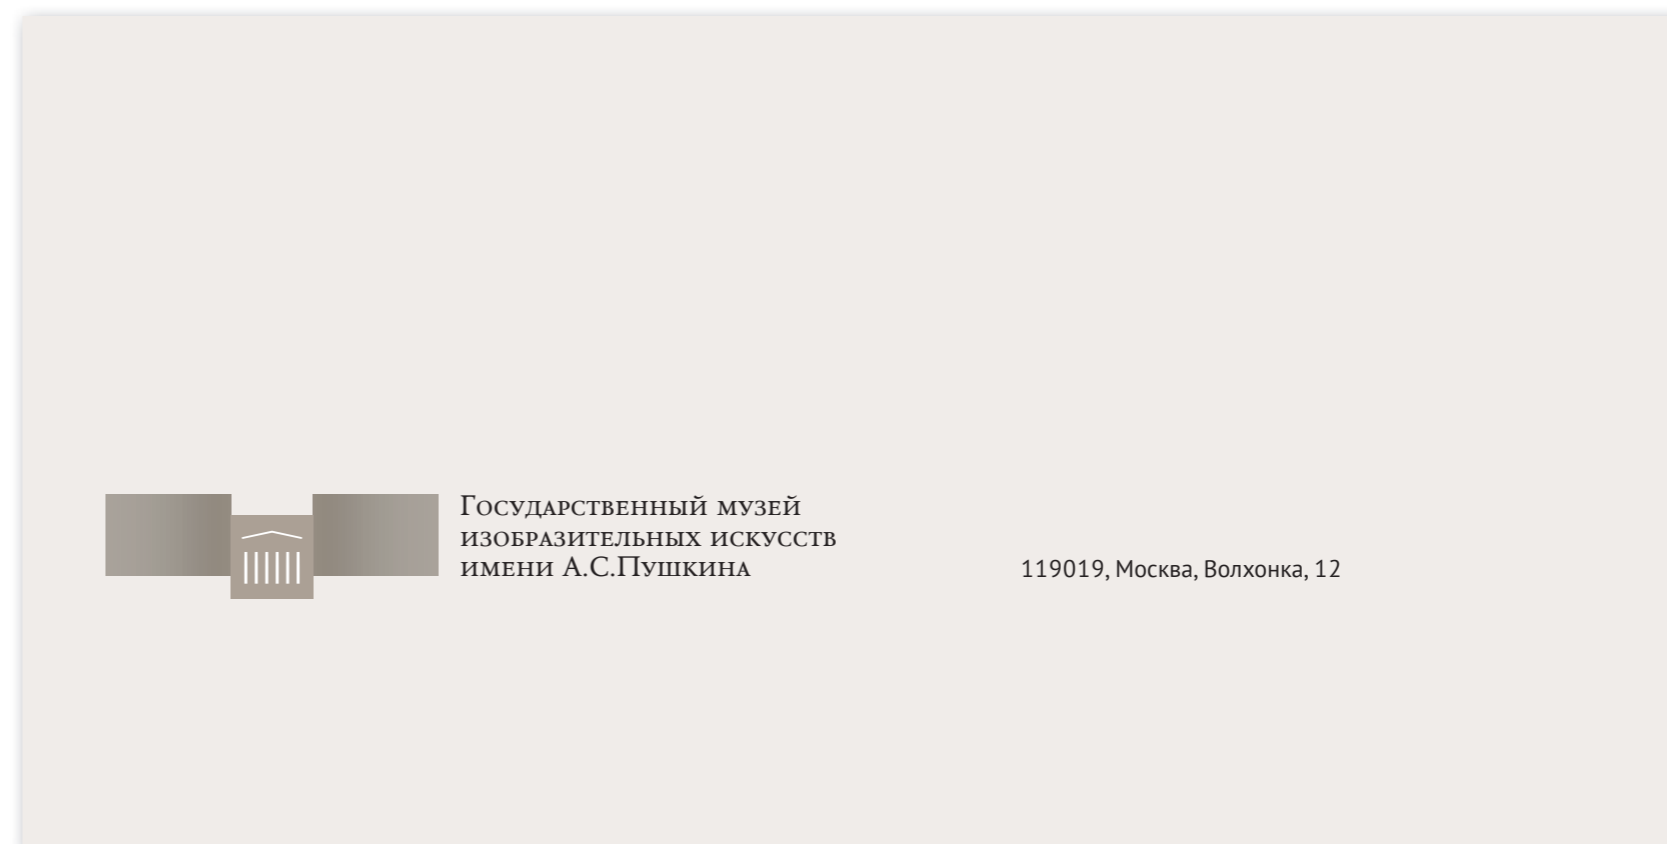 Государственный музей
изобразительных искусств
имени А.С.Пушкина
119019, Москва, Волхонка, 12